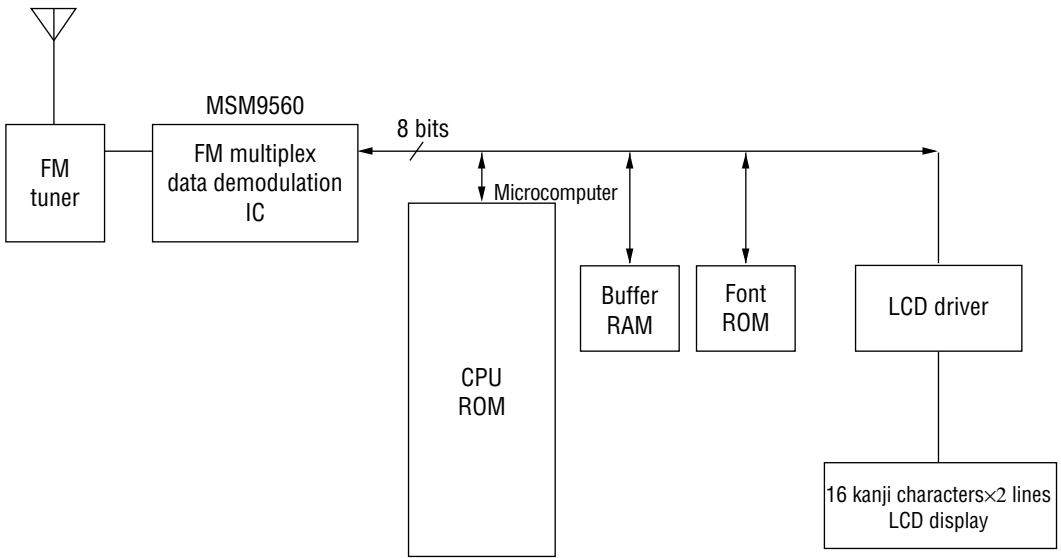 MSM9560
FM
tuner
FM multiplex
data demodulation
IC
8 bits
Microcomputer
CPU
ROM
Buffer
RAM
Font
ROM
LCD driver
16 kanji characters×2 lines
LCD display